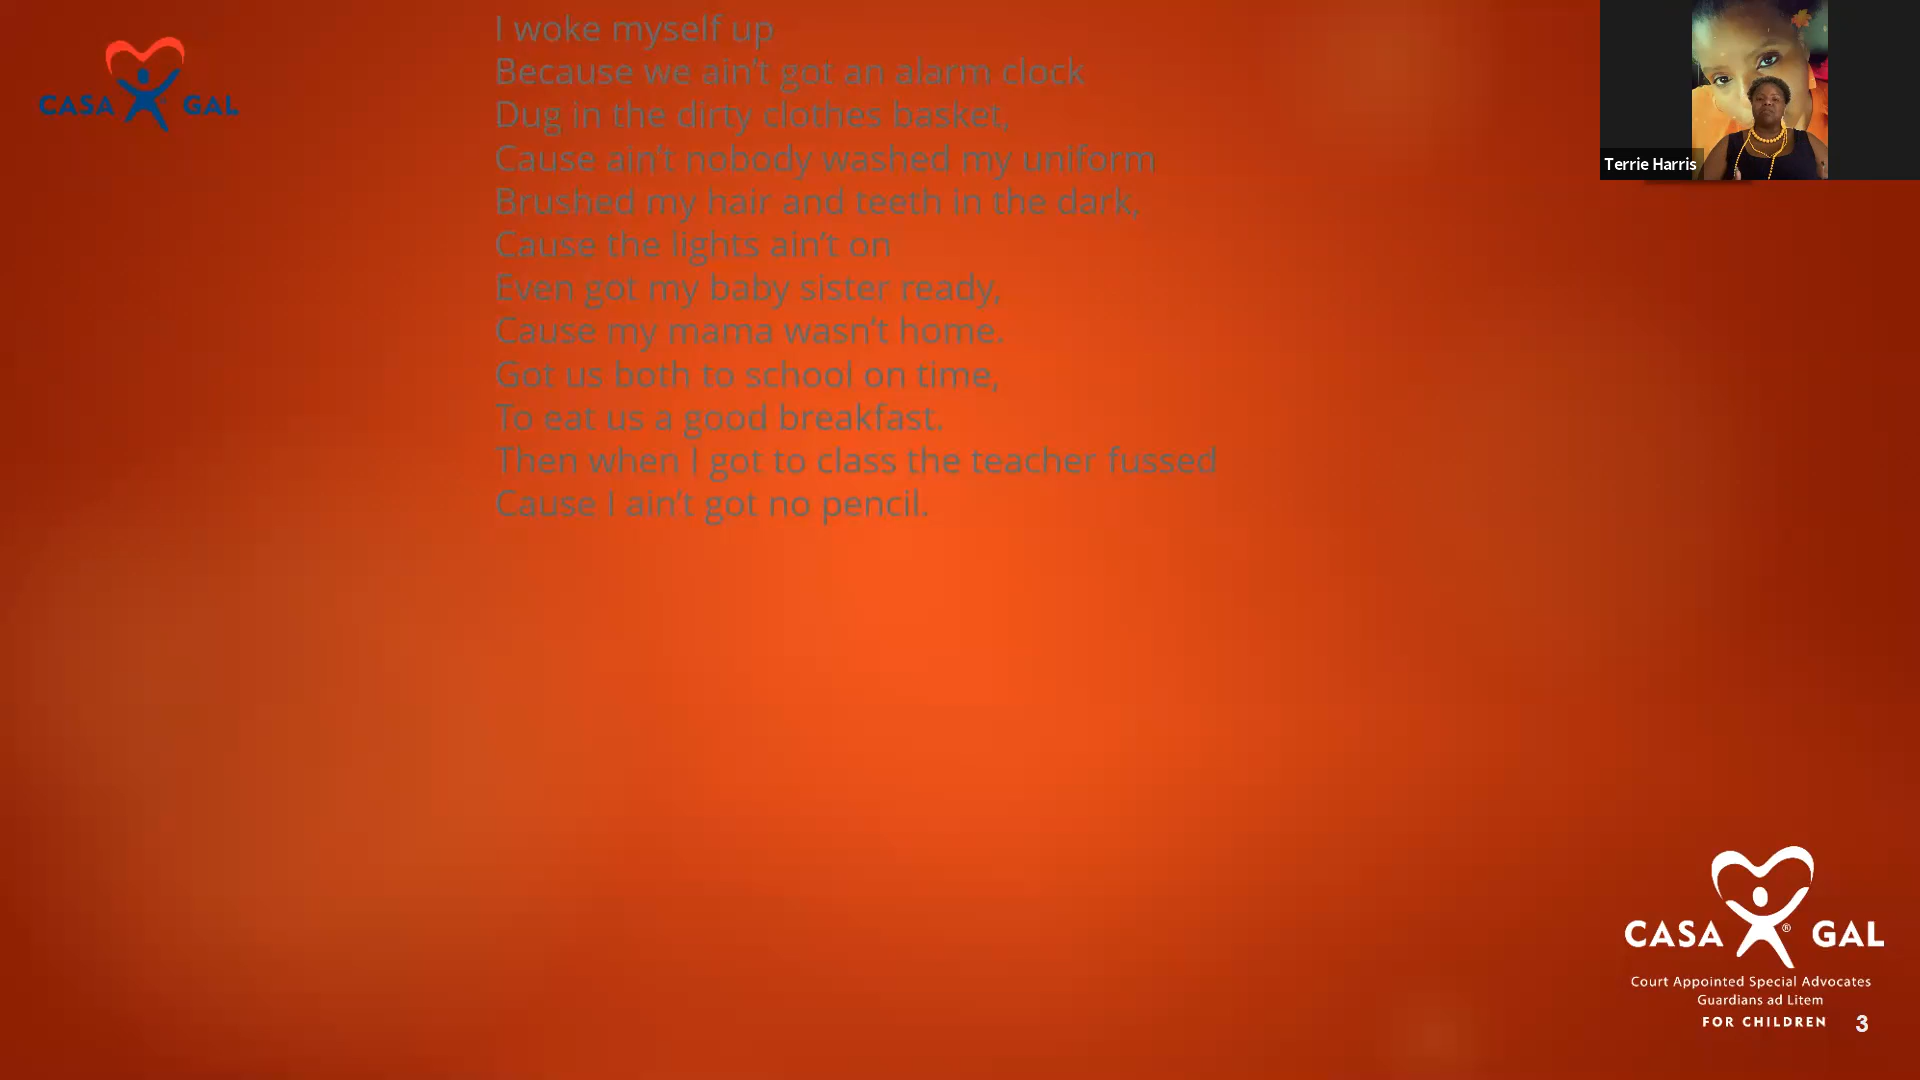 CASA GAL
I woke myself up
Because we ain't got an alarm clock
Dug in the dirty clothes basket,
Cause ain't nobody washed my uniform
Brushed my hair and teeth in the dark,
Cause the lights ain't on
Even got my baby sister ready,
Cause my mama wasn't home.
Got us both to school on time,
To eat us a good breakfast.
Then when I got to class the teacher fussed
Cause I ain't got no pencil.
Terrie Harris
CASA ® GAL
Court Appointed Special Advocates
Guardians ad Litem
FOR CHILDREN
3